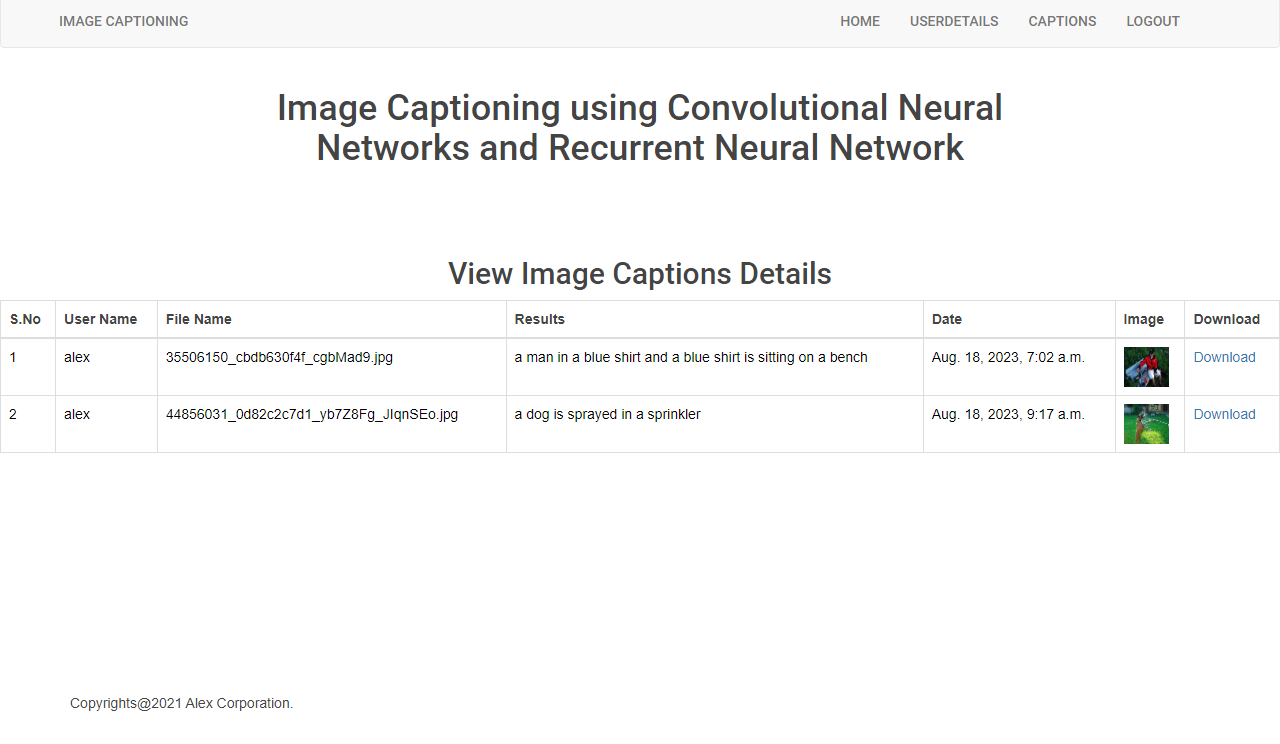 IMAGE CAPTIONING HOME USERDETAILS CAPTIONS LOGOUT
Image Captioning using Convolutional Neural
Networks and Recurrent Neural Network
View Image Captions Details
S.No User Name File Name Results Date Image Download
1 alex 35506150_cbdb630f4f_cgbMad9.jpg a man in a blue shirt and a blue shirt is sitting on a bench Aug. 18, 2023, 7:02 a.m. Download
2 alex 44856031_0d82c2c7d1_yb7Z8Fg_JIqnSEo.jpg a dog is sprayed in a sprinkler Aug. 18, 2023, 9:17 a.m. Download
Copyrights@2021 Alex Corporation.